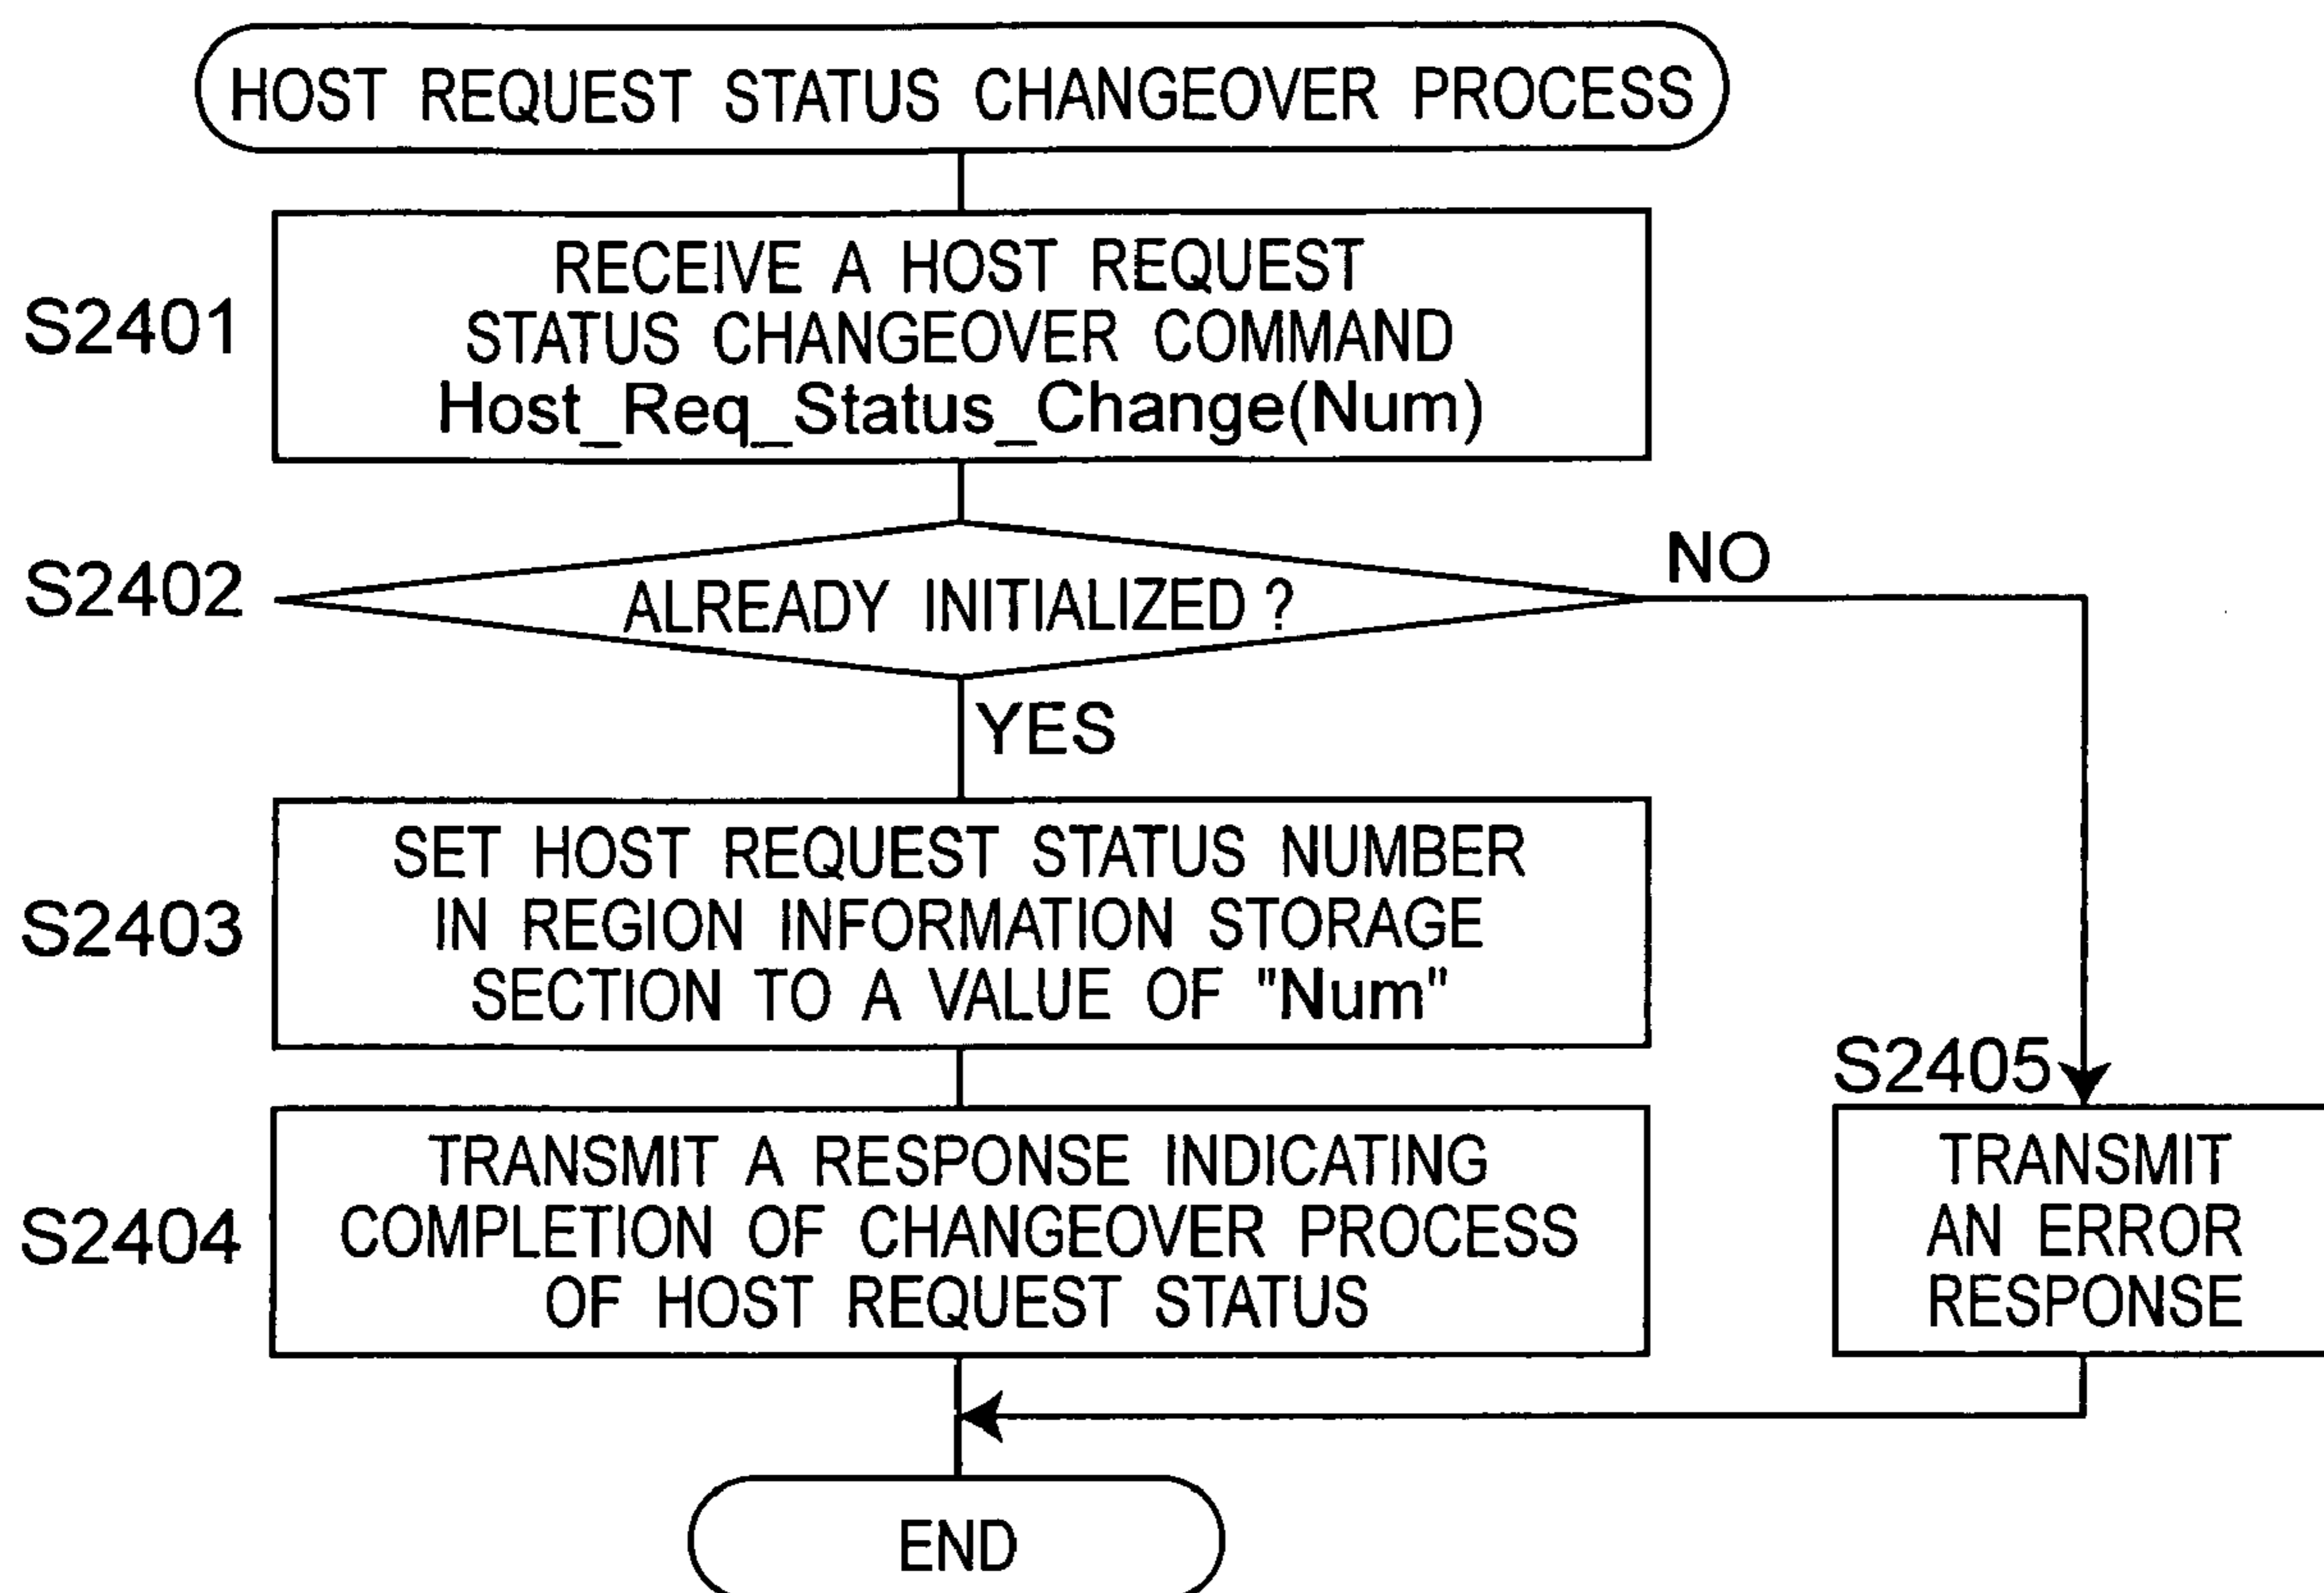 HOST REQUEST STATUS CHANGEOVER PROCESS
S2401
RECEIVE A HOST REQUEST
STATUS CHANGEOVER COMMAND
Host_Req_Status_Change(Num)
S2402
ALREADY INITIALIZED ?
NO
YES
S2403
SET HOST REQUEST STATUS NUMBER
IN REGION INFORMATION STORAGE
SECTION TO A VALUE OF "Num"
S2404
TRANSMIT A RESPONSE INDICATING
COMPLETION OF CHANGEOVER PROCESS
OF HOST REQUEST STATUS
S2405
TRANSMIT
AN ERROR
RESPONSE
END